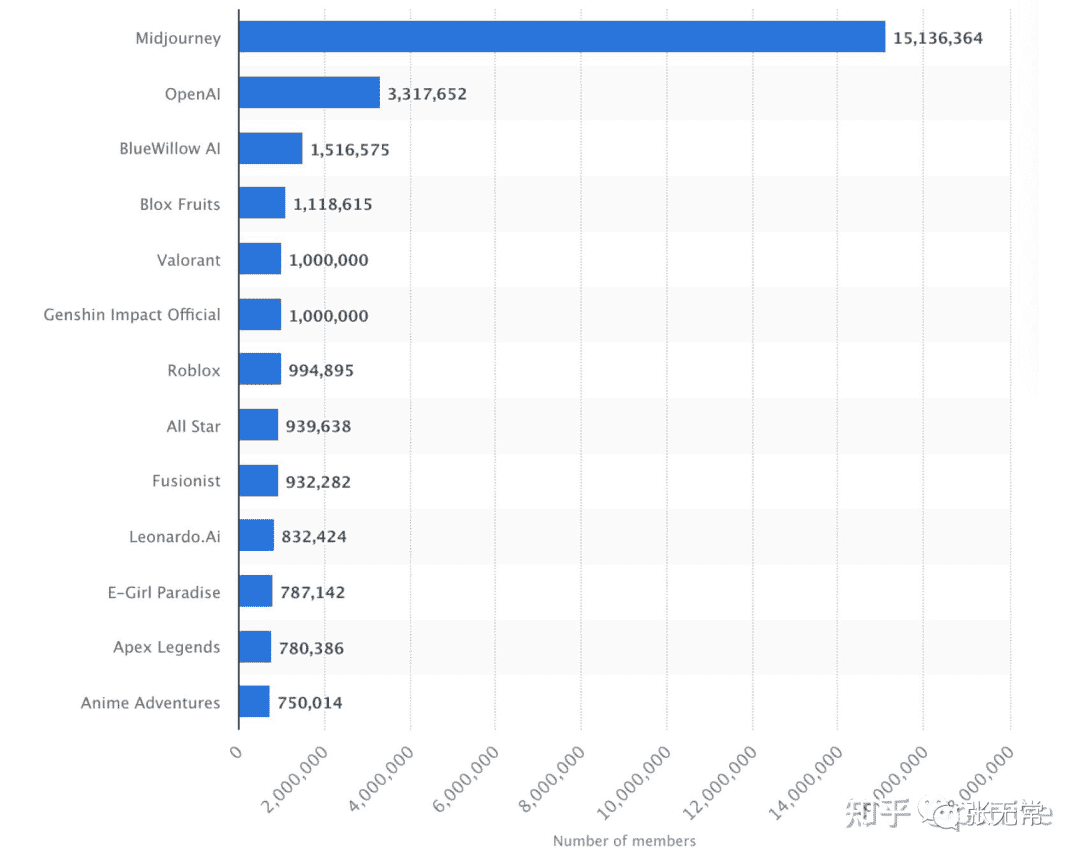 Midjourney 15,136,364
OpenAI 3,317,652
BlueWillow AI 1,516,575
Blox Fruits 1,118,615
Valorant 1,000,000
Genshin Impact Official 1,000,000
Roblox 994,895
All Star 939,638
Fusionist 932,282
Leonardo.Ai 832,424
E-Girl Paradise 787,142
Apex Legends 780,386
Anime Adventures 750,014
0 2,000,000 4,000,000 6,000,000 8,000,000 10,000,000 12,000,000 14,000,000
Number of members
知乎
张无常